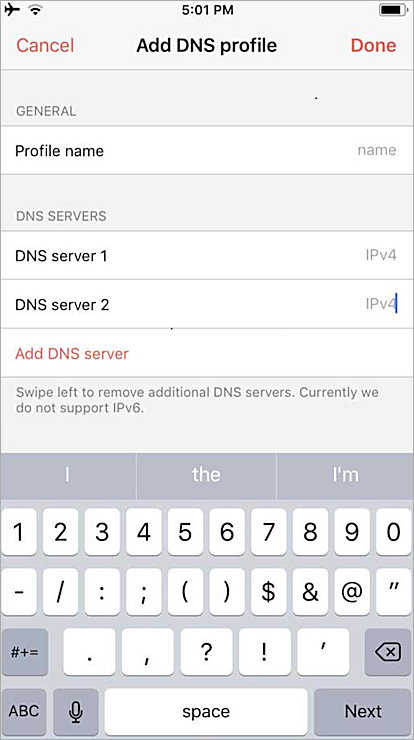 5:01 PM
Cancel Add DNS profile Done
GENERAL
Profile name name
DNS SERVERS
DNS server 1 IPv4
DNS server 2 IPv4
Add DNS server
Swipe left to remove additional DNS servers. Currently we
do not support IPv6.
I the I'm
1 2 3 4 5 6 7 8 9 0
- / : ; ( ) $ & @ "
#+= . , ? ! '
ABC space Next